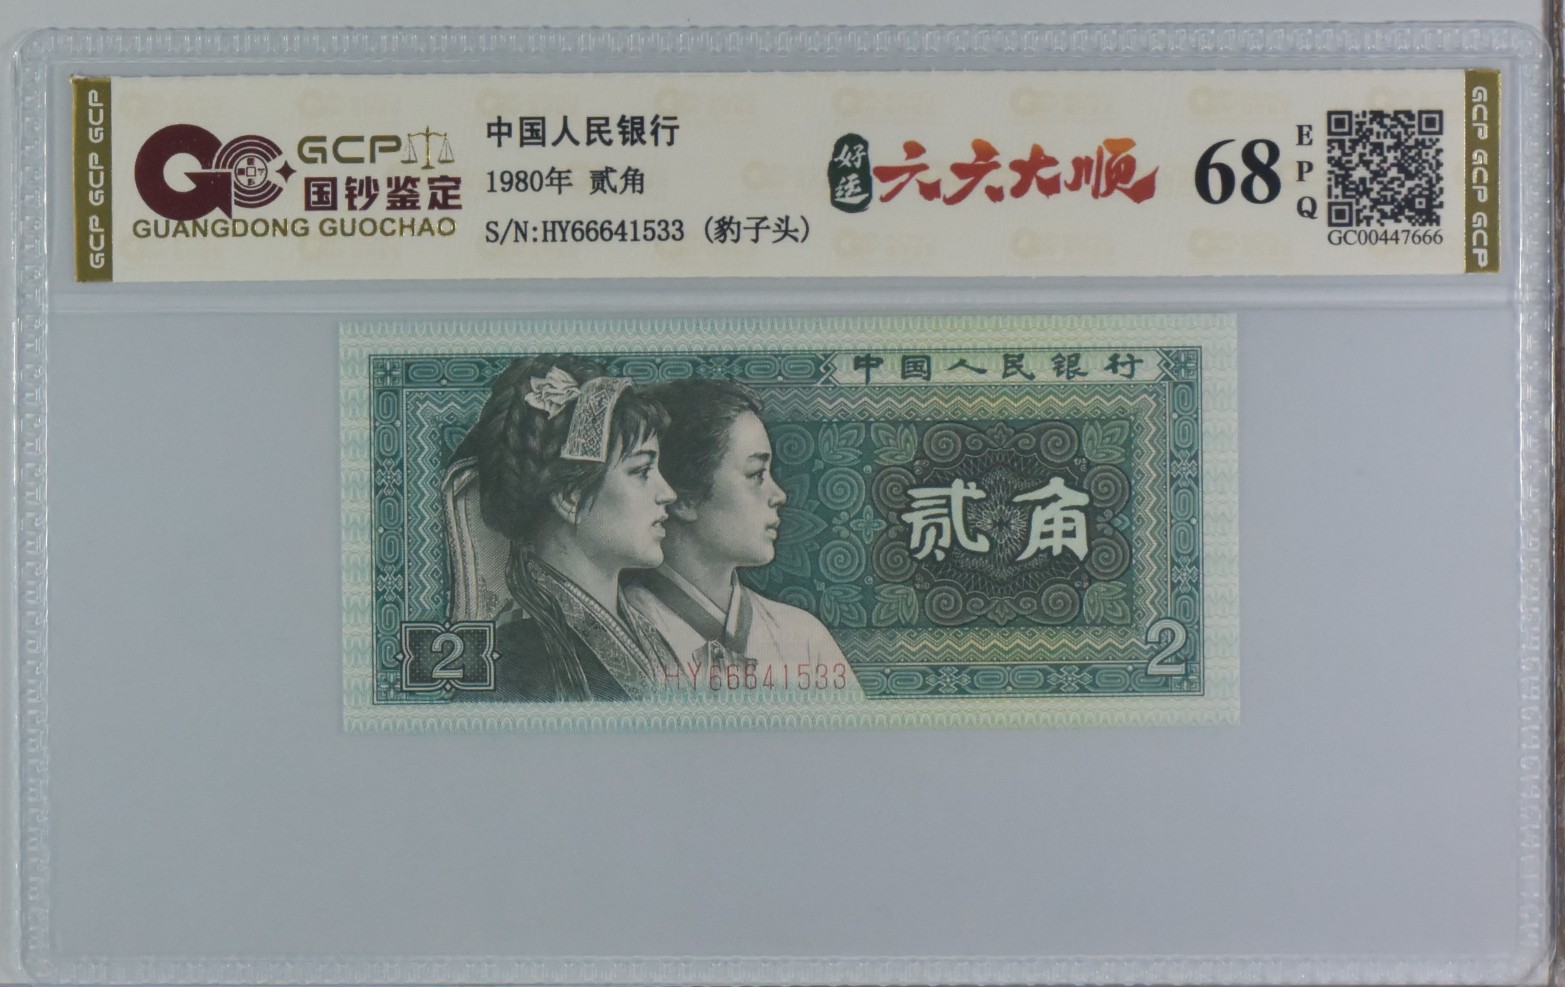 GCP GCP GCP
GCP
国钞鉴定
GUANGDONG GUOCHAO
中国人民银行
1980年 贰角
S/N:HY66641533 (豹子头)
好运
六六大顺
68
EPQ
GC00447666
GCP GCP GCP
中国人民银行
贰角
2
2
HY66641533